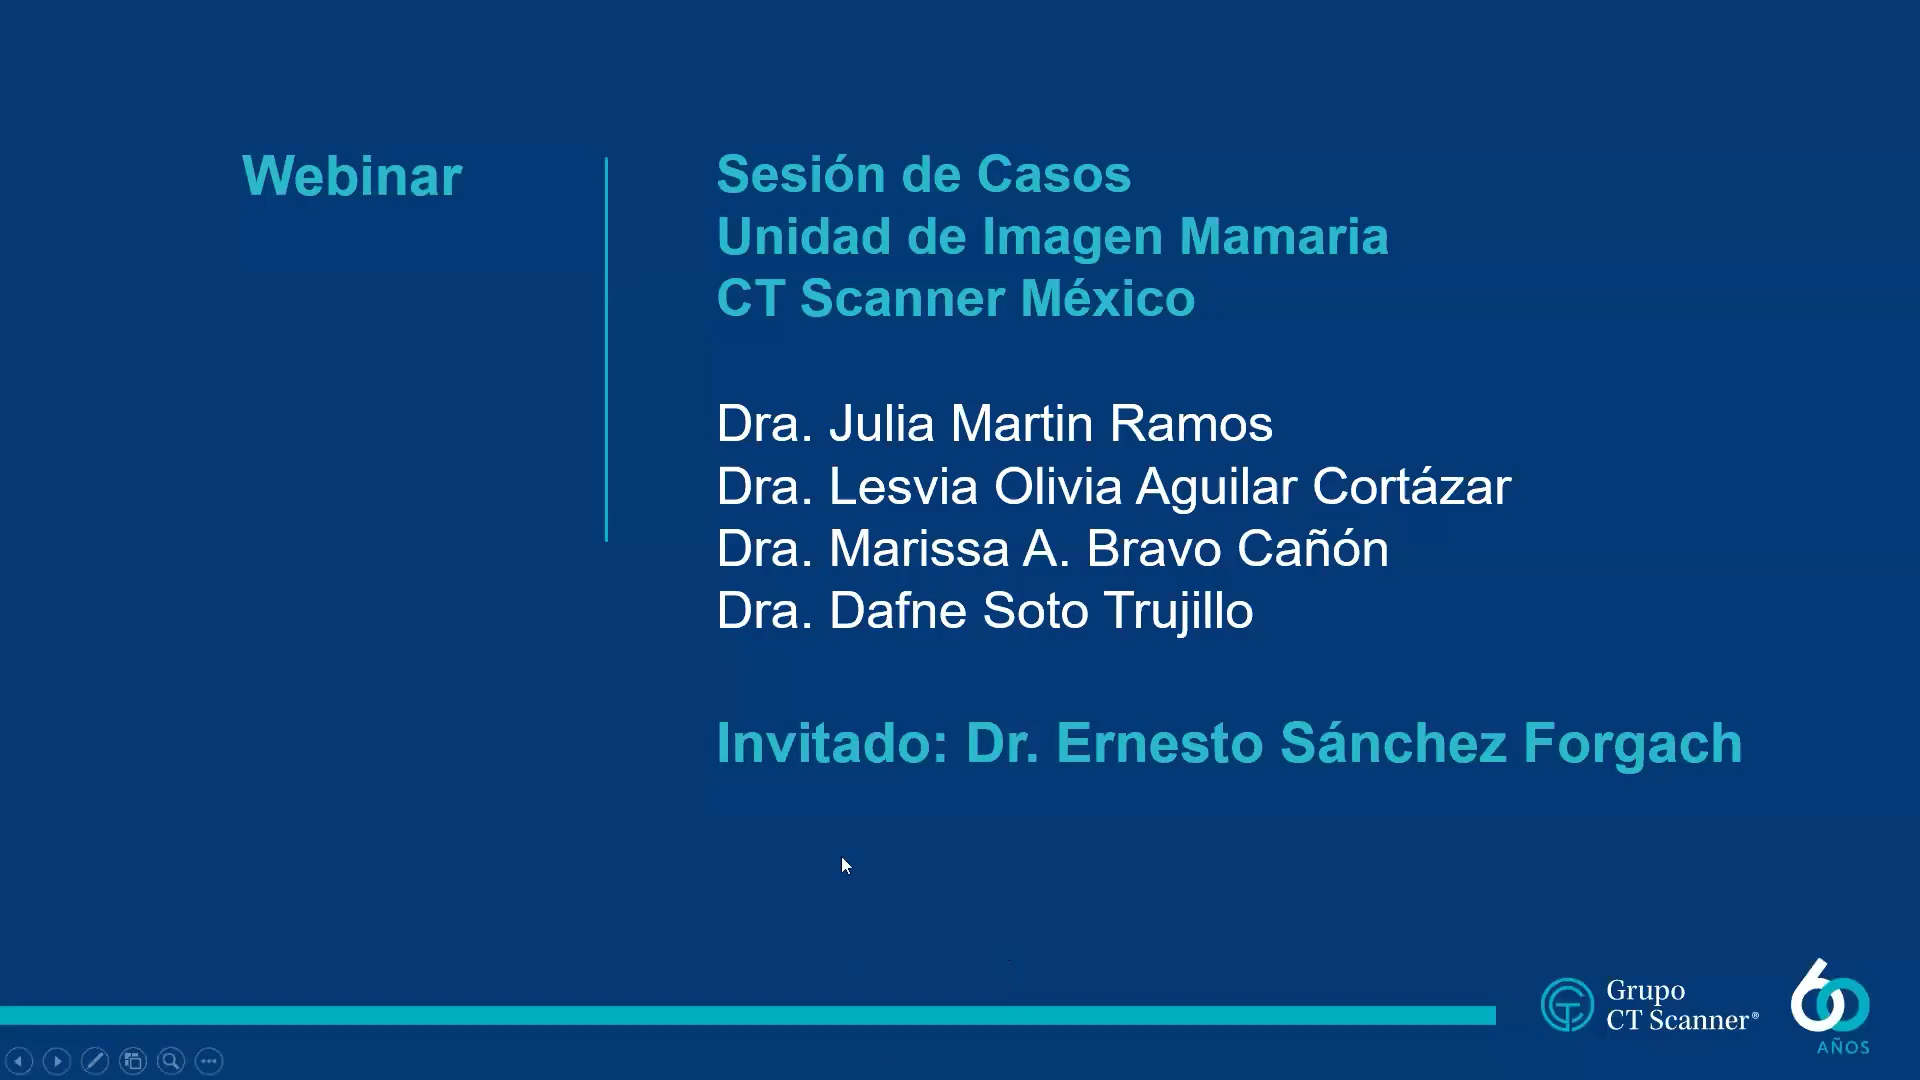 Webinar
Sesión de Casos
Unidad de Imagen Mamaria
CT Scanner México
Dra. Julia Martin Ramos
Dra. Lesvia Olivia Aguilar Cortázar
Dra. Marissa A. Bravo Cañón
Dra. Dafne Soto Trujillo
Invitado: Dr. Ernesto Sánchez Forgach
Grupo
CT Scanner®
60
AÑOS